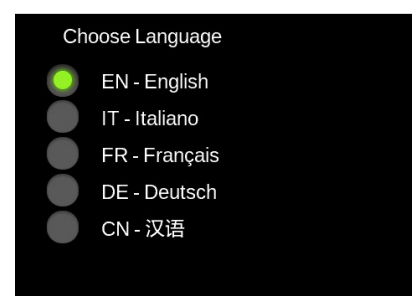 Choose Language
EN - English
IT - Italiano
FR - Français
DE - Deutsch
CN - 汉语